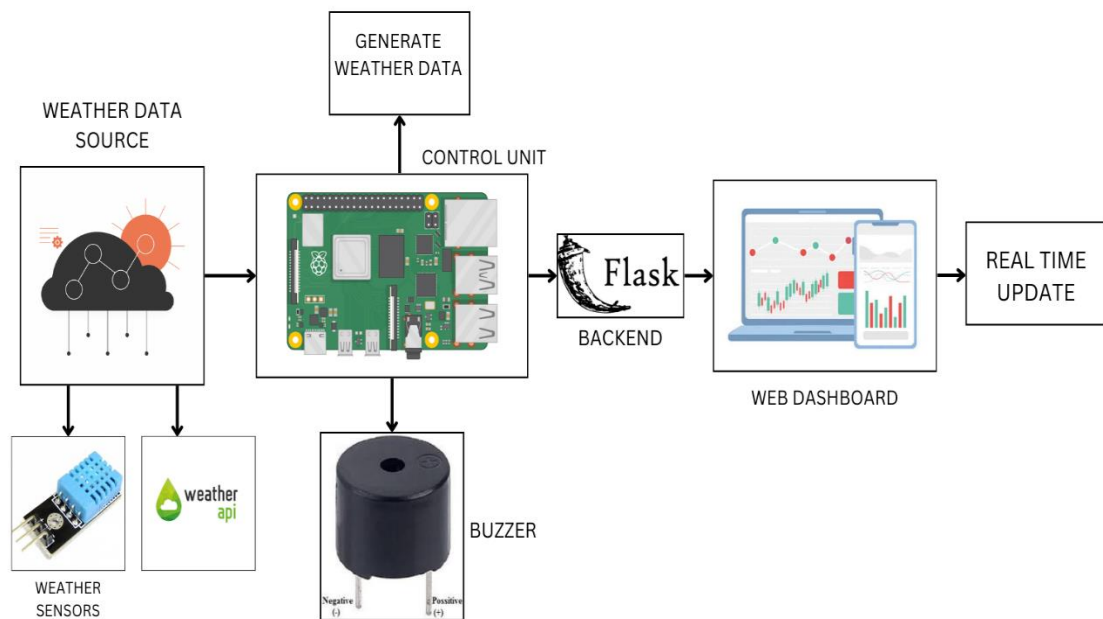 GENERATE
WEATHER DATA
WEATHER DATA
SOURCE
CONTROL UNIT
Flask
BACKEND
WEB DASHBOARD
REAL TIME
UPDATE
weather
api
WEATHER
SENSORS
BUZZER
Negative
(-)
Possitive
(+)